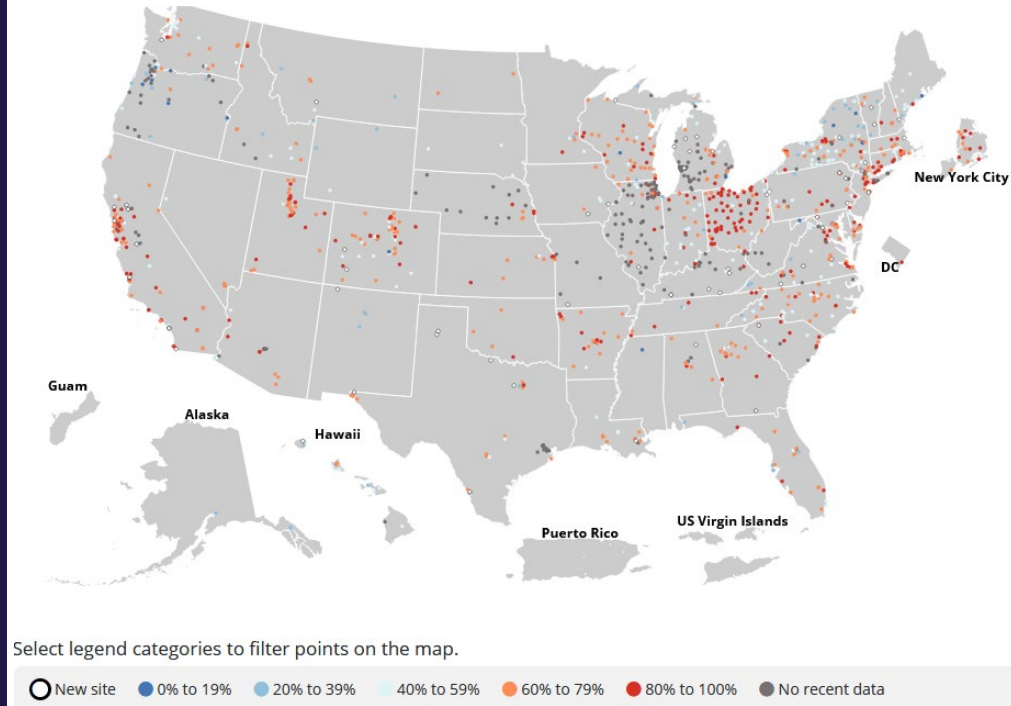 New York City
DC
Guam
Alaska
Hawaii
Puerto Rico
US Virgin Islands
Select legend categories to filter points on the map.
New site 0% to 19% 20% to 39% 40% to 59% 60% to 79% 80% to 100% No recent data